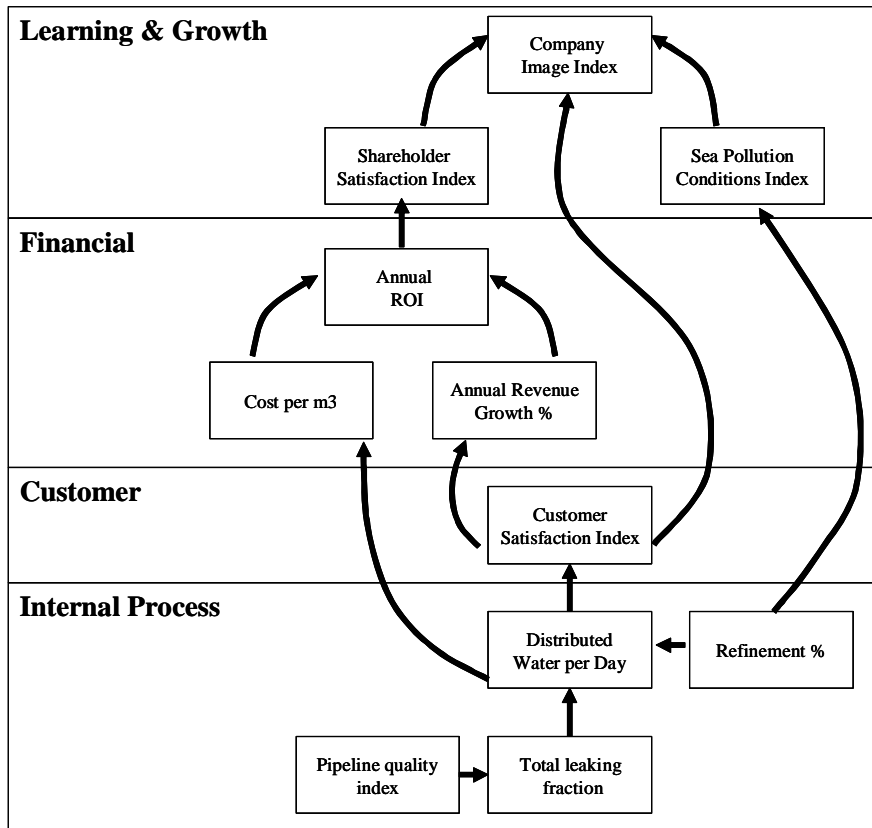 Learning & Growth
Company
Image Index
Shareholder
Satisfaction Index
Sea Pollution
Conditions Index
Financial
Annual
ROI
Cost per m3
Annual Revenue
Growth %
Customer
Customer
Satisfaction Index
Internal Process
Distributed
Water per Day
Refinement %
Pipeline quality
index
Total leaking
fraction